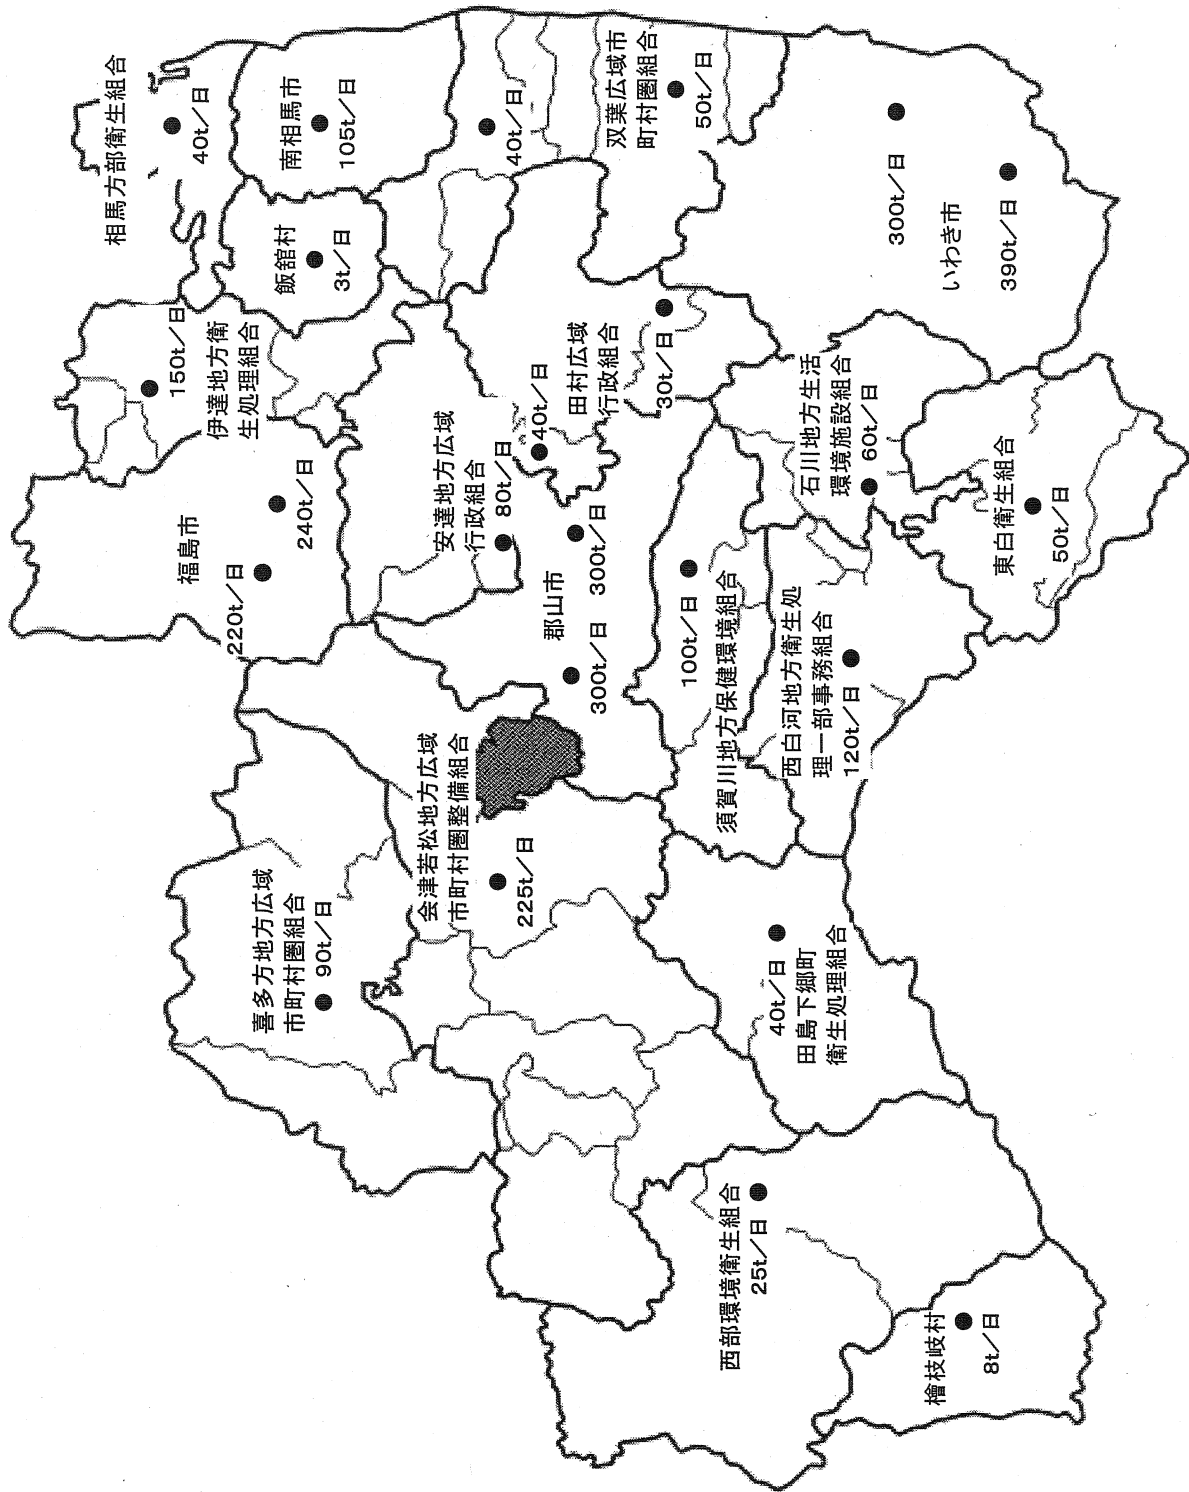 相馬方部衛生組合
40t/日
南相馬市
105t/日
飯舘村
3t/日
40t/日
双葉広域市
町村圏組合
50t/日
150t/日
伊達地方衛
生処理組合
福島市
240t/日
220t/日
安達地方広域
行政組合
80t/日
田村広域
行政組合
40t/日
30t/日
郡山市
300t/日
300t/日
いわき市
300t/日
390t/日
石川地方生活
環境施設組合
60t/日
東白衛生組合
50t/日
須賀川地方保健環境組合
100t/日
西白河地方衛生処
理一部事務組合
120t/日
会津若松地方広域
市町村圏整備組合
225t/日
喜多方地方広域
市町村圏組合
90t/日
40t/日
田島下郷町
衛生処理組合
西部環境衛生組合
25t/日
檜枝岐村
8t/日